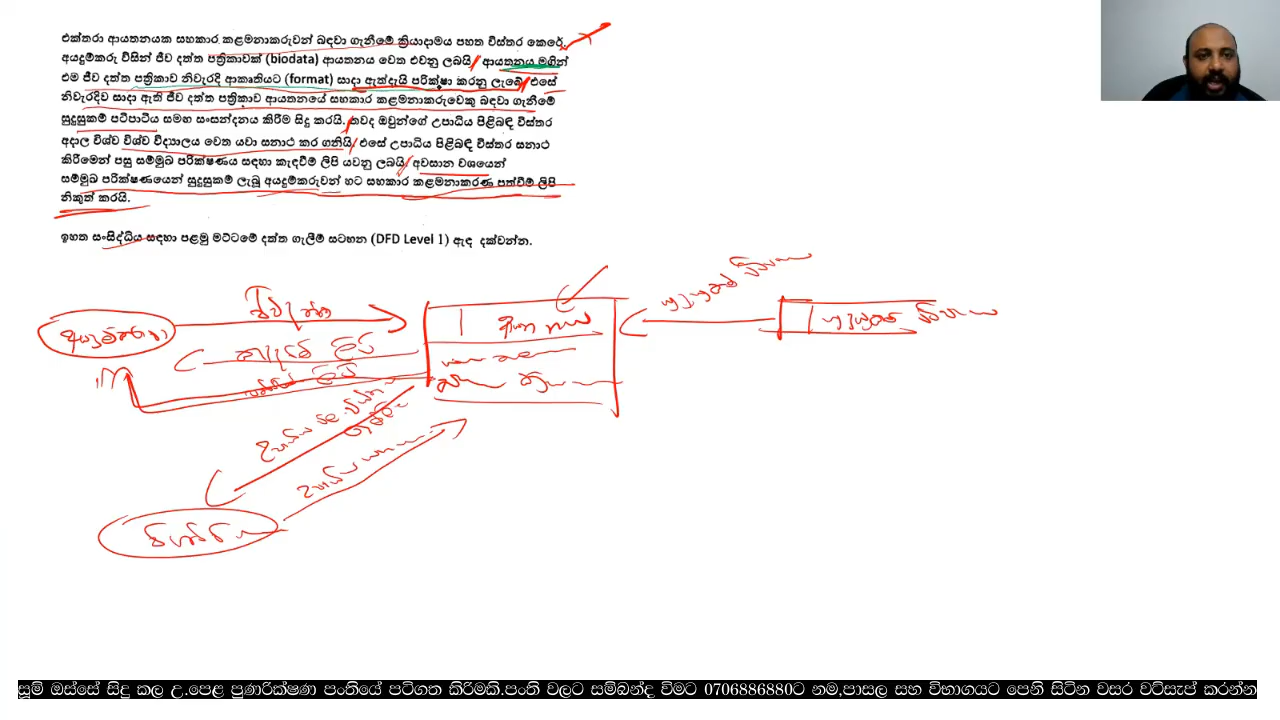 එක්තරා ආයතනයක සහකාර කළමනාකරුවන් බඳවා ගැනීමේ ක්‍රියාදාමය පහත විස්තර කෙරේ.
අයදුම්කරු විසින් ජීව දත්ත පත්‍රිකාවක් (biodata) ආයතනය වෙත එවනු ලබයි. ආයතනය මගින්
එම ජීව දත්ත පත්‍රිකාව නිවැරදි ආකෘතියට (format) සාදා ඇත්දැයි පරික්ෂා කරනු ලැබේ. එසේ
නිවැරදිව සාදා ඇති ජීව දත්ත පත්‍රිකාව ආයතනයේ සහකාර කළමනාකරුවෙකු බඳවා ගැනීමේ
සුදුසුකම් පටිපාටිය සමඟ සංසන්දනය කිරීම සිදු කරයි. තවද ඔවුන්ගේ උපාධිය පිළිබඳ විස්තර
අදාල විශ්ව විශ්ව විද්‍යාලය වෙත යවා සනාථ කර ගනියි. එසේ උපාධිය පිළිබඳ විස්තර සනාථ
කිරීමෙන් පසු සම්මුඛ පරීක්ෂණය සඳහා කැඳවීම් ලිපි යවනු ලබයි. අවසාන වශයෙන්
සම්මුඛ පරික්ෂණයෙන් සුදුසුකම් ලැබූ අයදුම්කරුවන් හට සහකාර කළමනාකරණ පත්වීම් ලිපි
නිකුත් කරයි.
ඉහත සංසිද්ධිය සඳහා පළමු මට්ටමේ දත්ත ගැලීම් සටහන (DFD Level 1) ඇඳ දක්වන්න.
ජීව දත්ත
කැඳවීම් ලිපි
ලිපි
1
සූම් ඔස්සේ සිදු කල උ.පෙළ පුණරීක්ෂණ පංතියේ පටිගත කිරීමකි.පංති වලට සම්බන්ද වීමට 0706886880ට නම,පාසල සහ විභාගයට පෙනි සිටින වසර වට්සැප් කරන්න